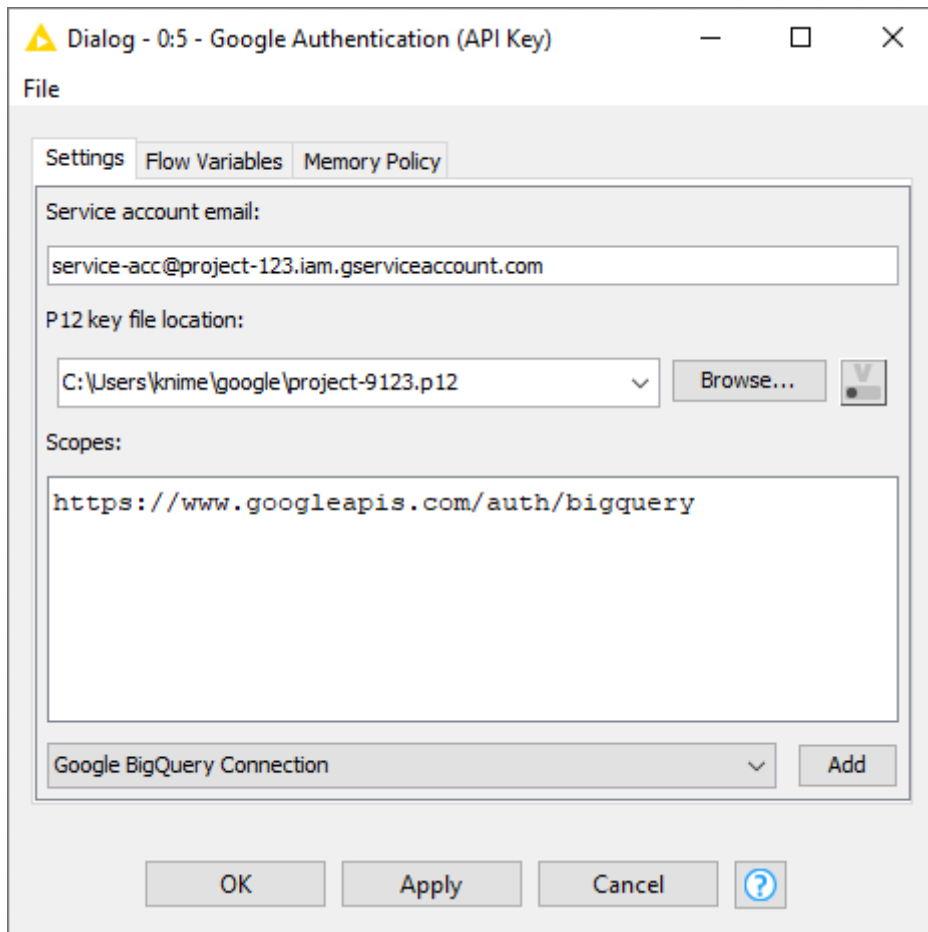 Dialog - 0:5 - Google Authentication (API Key)
File
Settings Flow Variables Memory Policy
Service account email:
service-acc@project-123.iam.gserviceaccount.com
P12 key file location:
C:\Users\knime\google\project-9123.p12 Browse... V
Scopes:
https://www.googleapis.com/auth/bigquery
Google BigQuery Connection Add
OK Apply Cancel ?